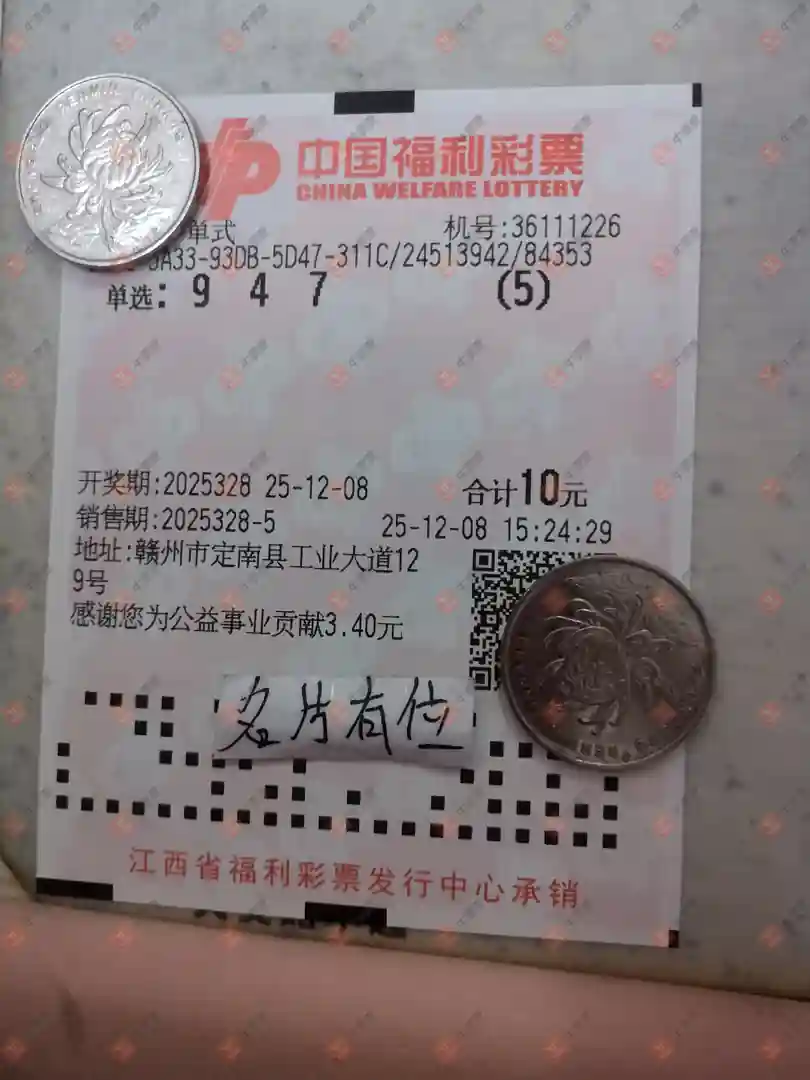 中国福利彩票
CHINA WELFARE LOTTERY
单式 机号:36111226
A33-93DB-5D47-311C/24513942/84353
单选: 9 4 7 (5)
开奖期:2025328 25-12-08 合计10元
销售期:2025328-5 25-12-08 15:24:29
地址:赣州市定南县工业大道12
9号
感谢您为公益事业贡献3.40元
名片有位
江西省福利彩票发行中心承销